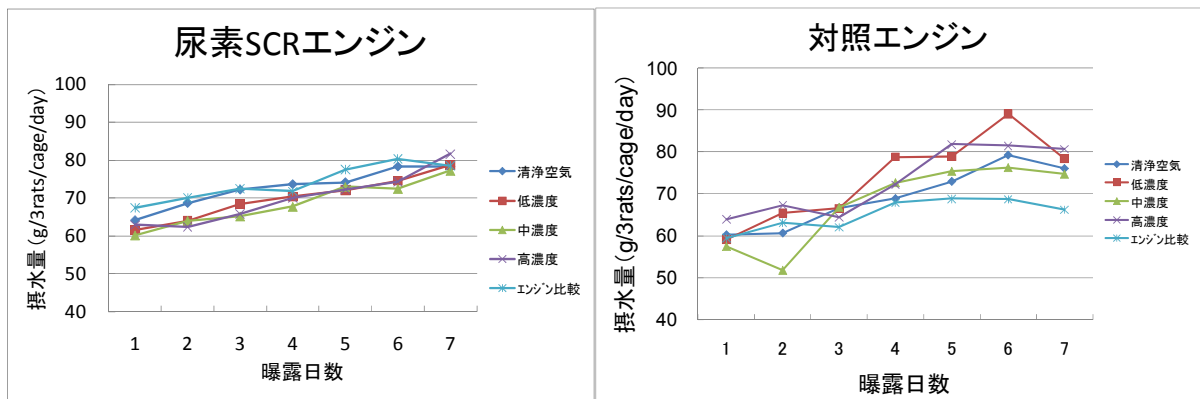 尿素SCRエンジン
摂水量(g/3rats/cage/day)
100
90
80
70
60
50
40
1 2 3 4 5 6 7
曝露日数
清浄空気
低濃度
中濃度
高濃度
エンジン比較
対照エンジン
摂水量(g/3rats/cage/day)
100
90
80
70
60
50
40
1 2 3 4 5 6 7
曝露日数
清浄空気
低濃度
中濃度
高濃度
エンジン比較